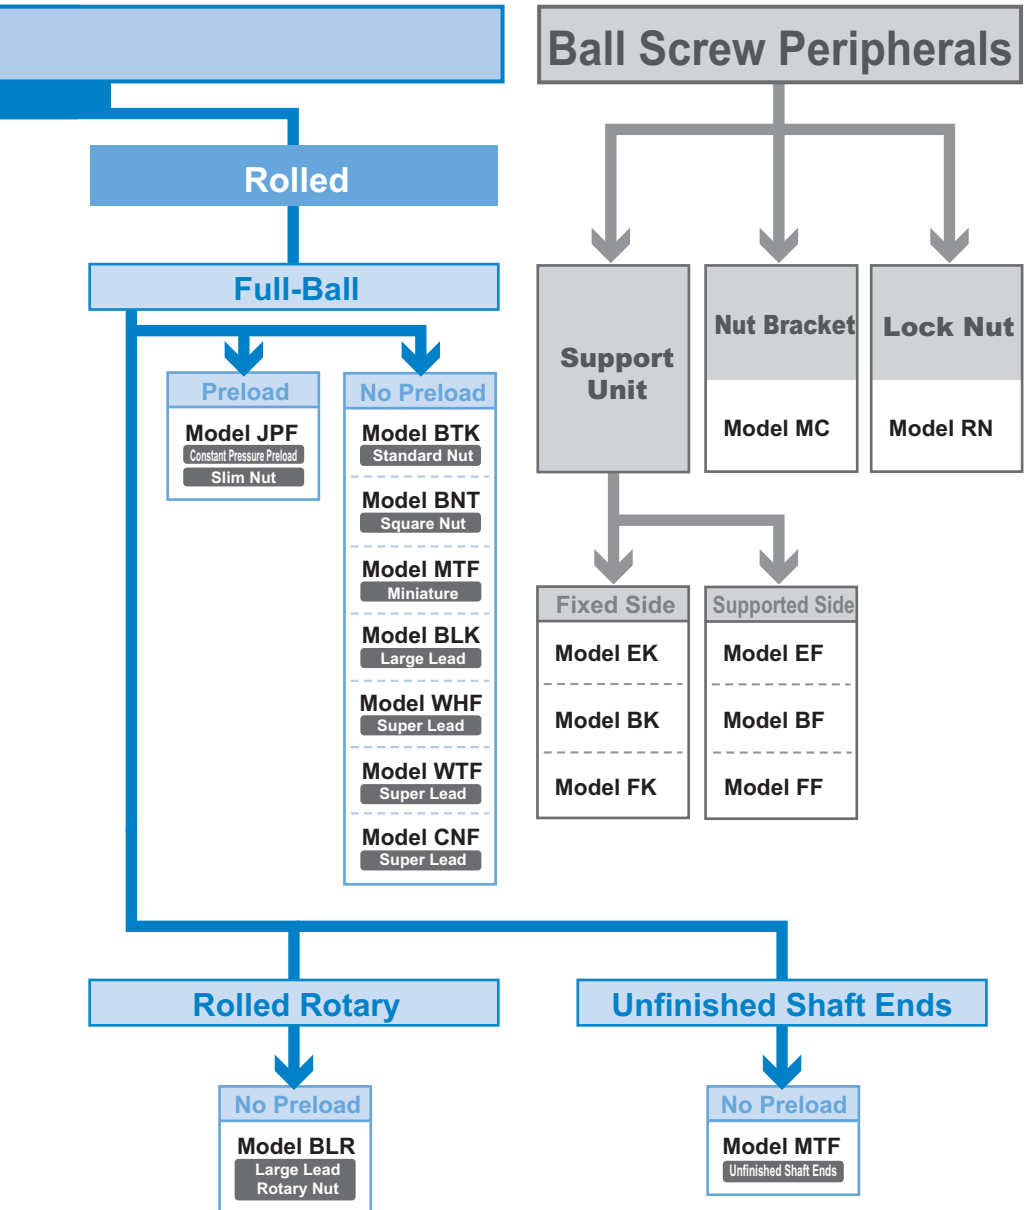 Ball Screw Peripherals
Rolled
Full-Ball
Preload
Model JPF
Constant Pressure Preload
Slim Nut
No Preload
Model BTK
Standard Nut
Model BNT
Square Nut
Model MTF
Miniature
Model BLK
Large Lead
Model WHF
Super Lead
Model WTF
Super Lead
Model CNF
Super Lead
Support
Unit
Nut Bracket
Model MC
Lock Nut
Model RN
Fixed Side
Model EK
Model BK
Model FK
Supported Side
Model EF
Model BF
Model FF
Rolled Rotary
No Preload
Model BLR
Large Lead
Rotary Nut
Unfinished Shaft Ends
No Preload
Model MTF
Unfinished Shaft Ends